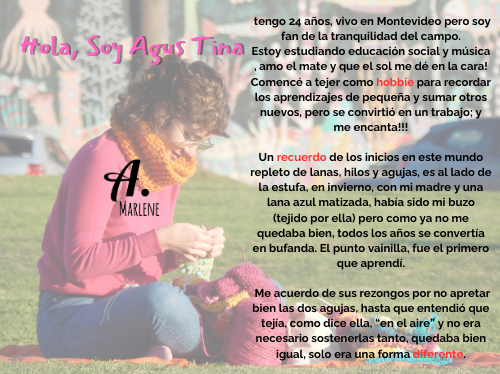 Hola, Soy Agus Tina
A.
MARLENE
tengo 24 años, vivo en Montevideo pero soy
fan de la tranquilidad del campo.
Estoy estudiando educación social y música
, amo el mate y que el sol me dé en la cara!
Comencé a tejer como hobbie para recordar
los aprendizajes de pequeña y sumar otros
nuevos, pero se convirtió en un trabajo; y
me encanta!!!
Un recuerdo de los inicios en este mundo
repleto de lanas, hilos y agujas, es al lado de
la estufa, en invierno, con mi madre y una
lana azul matizada, había sido mi buzo
(tejido por ella) pero como ya no me
quedaba bien, todos los años se convertía
en bufanda. El punto vainilla, fue el primero
que aprendí.
Me acuerdo de sus rezongos por no apretar
bien las dos agujas, hasta que entendió que
tejía, como dice ella, “en el aire” y no era
necesario sostenerlas tanto, quedaba bien
igual, solo era una forma diferente.